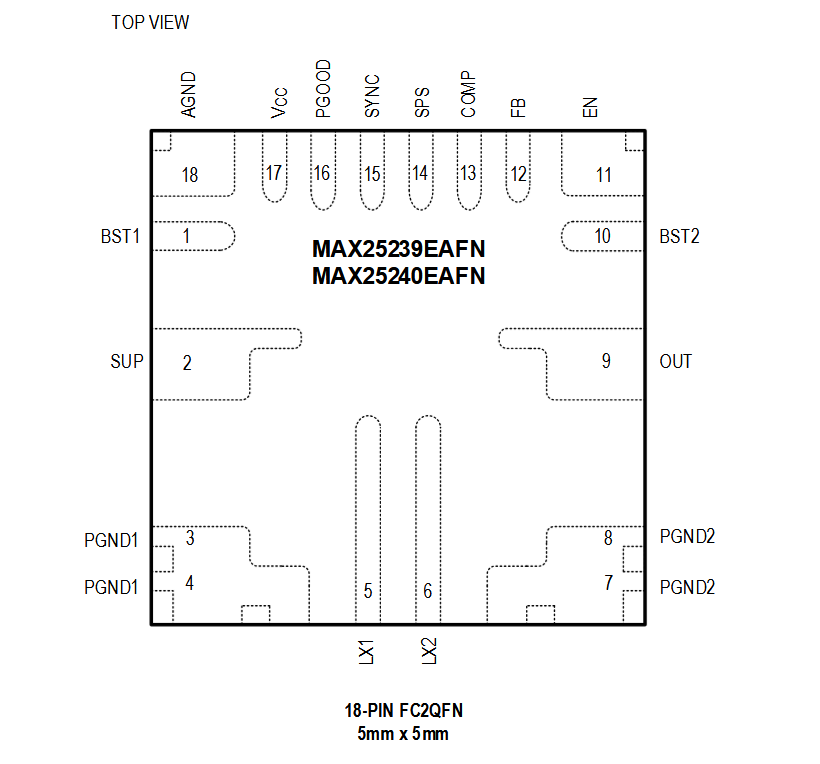 TOP VIEW
AGND
VCC
PGOOD
SYNC
SPS
COMP
FB
EN
18
17
16
15
14
13
12
11
BST1
1
10
BST2
MAX25239EAFN
MAX25240EAFN
SUP
2
9
OUT
PGND1
3
8
PGND2
PGND1
4
5
6
7
PGND2
LX1
LX2
18-PIN FC2QFN
5mm x 5mm